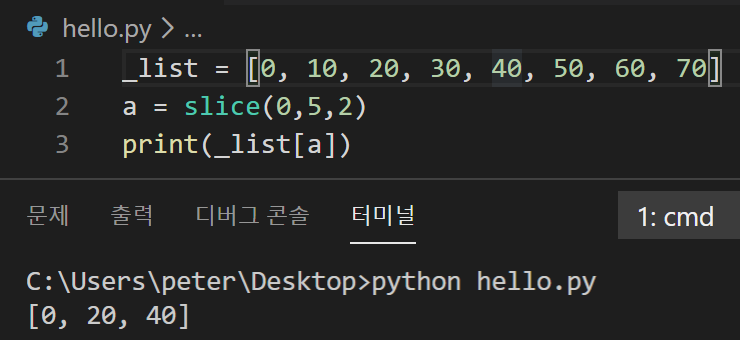 hello.py > ...
1 _list = [0, 10, 20, 30, 40, 50, 60, 70]
2 a = slice(0,5,2)
3 print(_list[a])
문제 출력 디버그 콘솔 터미널 1: cmd
C:\Users\peter\Desktop>python hello.py
[0, 20, 40]